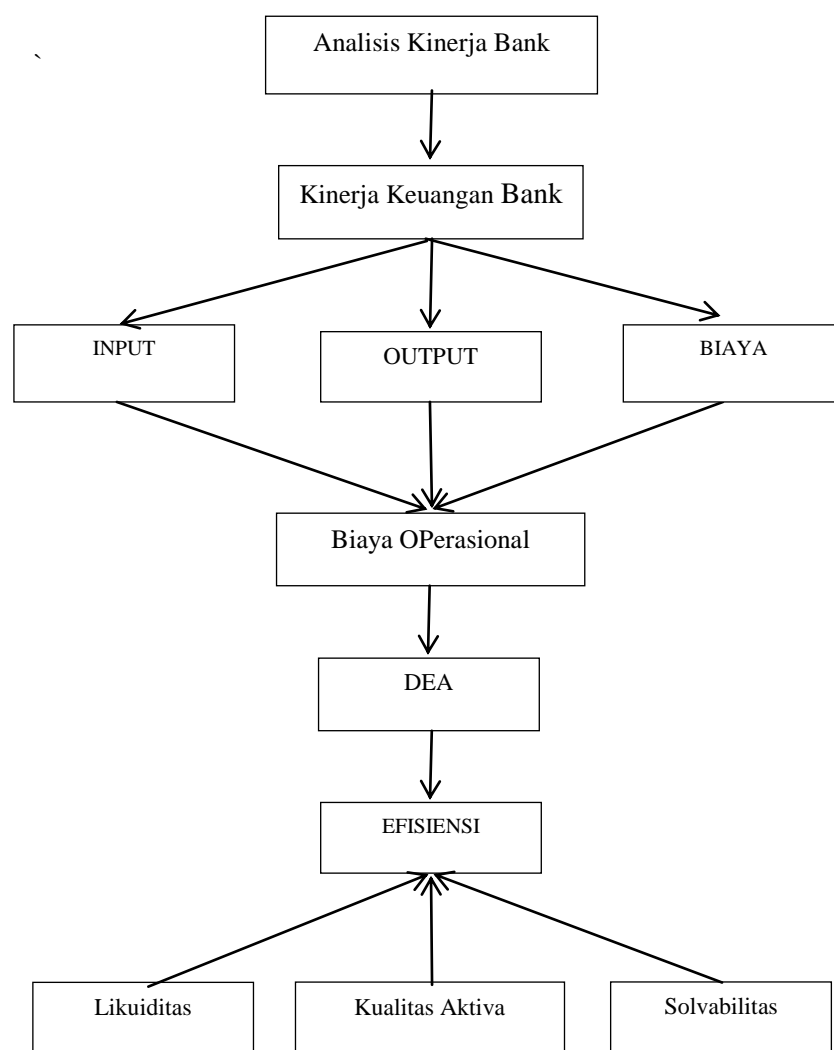 Analisis Kinerja Bank
`
Kinerja Keuangan Bank
INPUT
OUTPUT
BIAYA
Biaya OPerasional
DEA
EFISIENSI
Likuiditas
Kualitas Aktiva
Solvabilitas